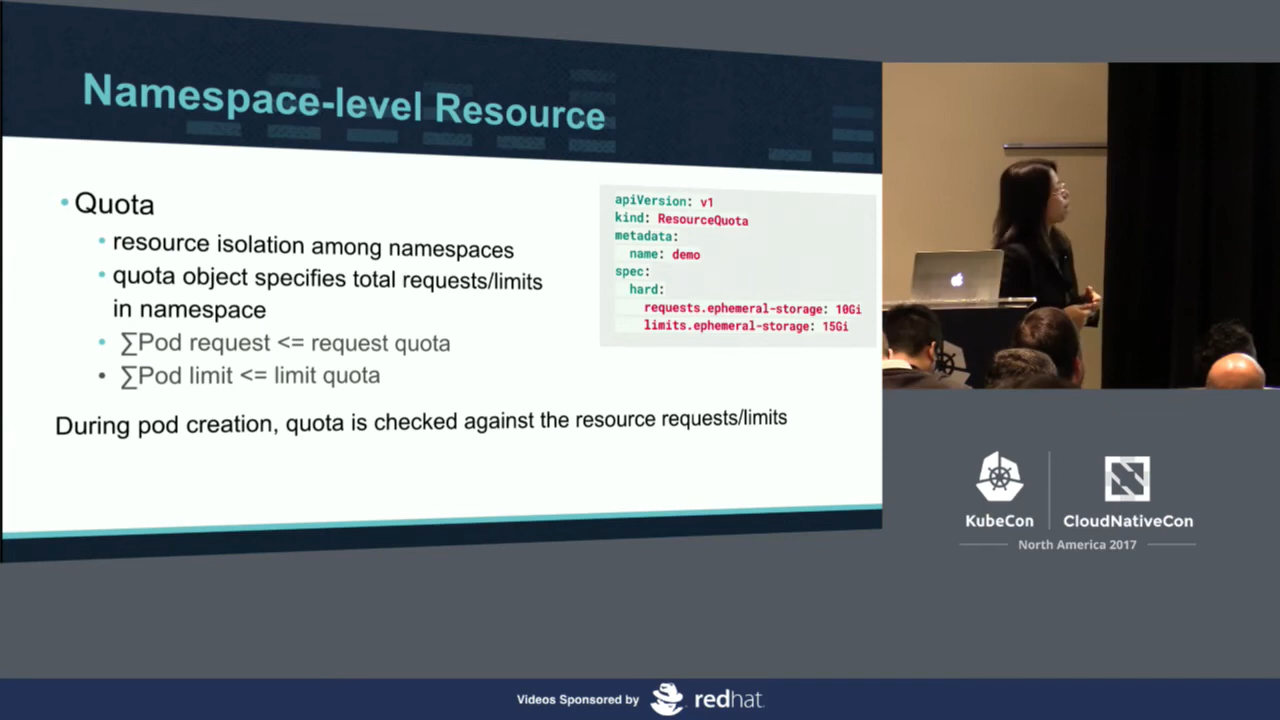 Namespace-level Resource
• Quota
• resource isolation among namespaces
• quota object specifies total requests/limits
in namespace
• ∑Pod request <= request quota
• ∑Pod limit <= limit quota
During pod creation, quota is checked against the resource requests/limits
apiVersion: v1
kind: ResourceQuota
metadata:
name: demo
spec:
hard:
requests.ephemeral-storage: 10Gi
limits.ephemeral-storage: 15Gi
KubeCon
CloudNativeCon
North America 2017
Videos Sponsored by
redhat.